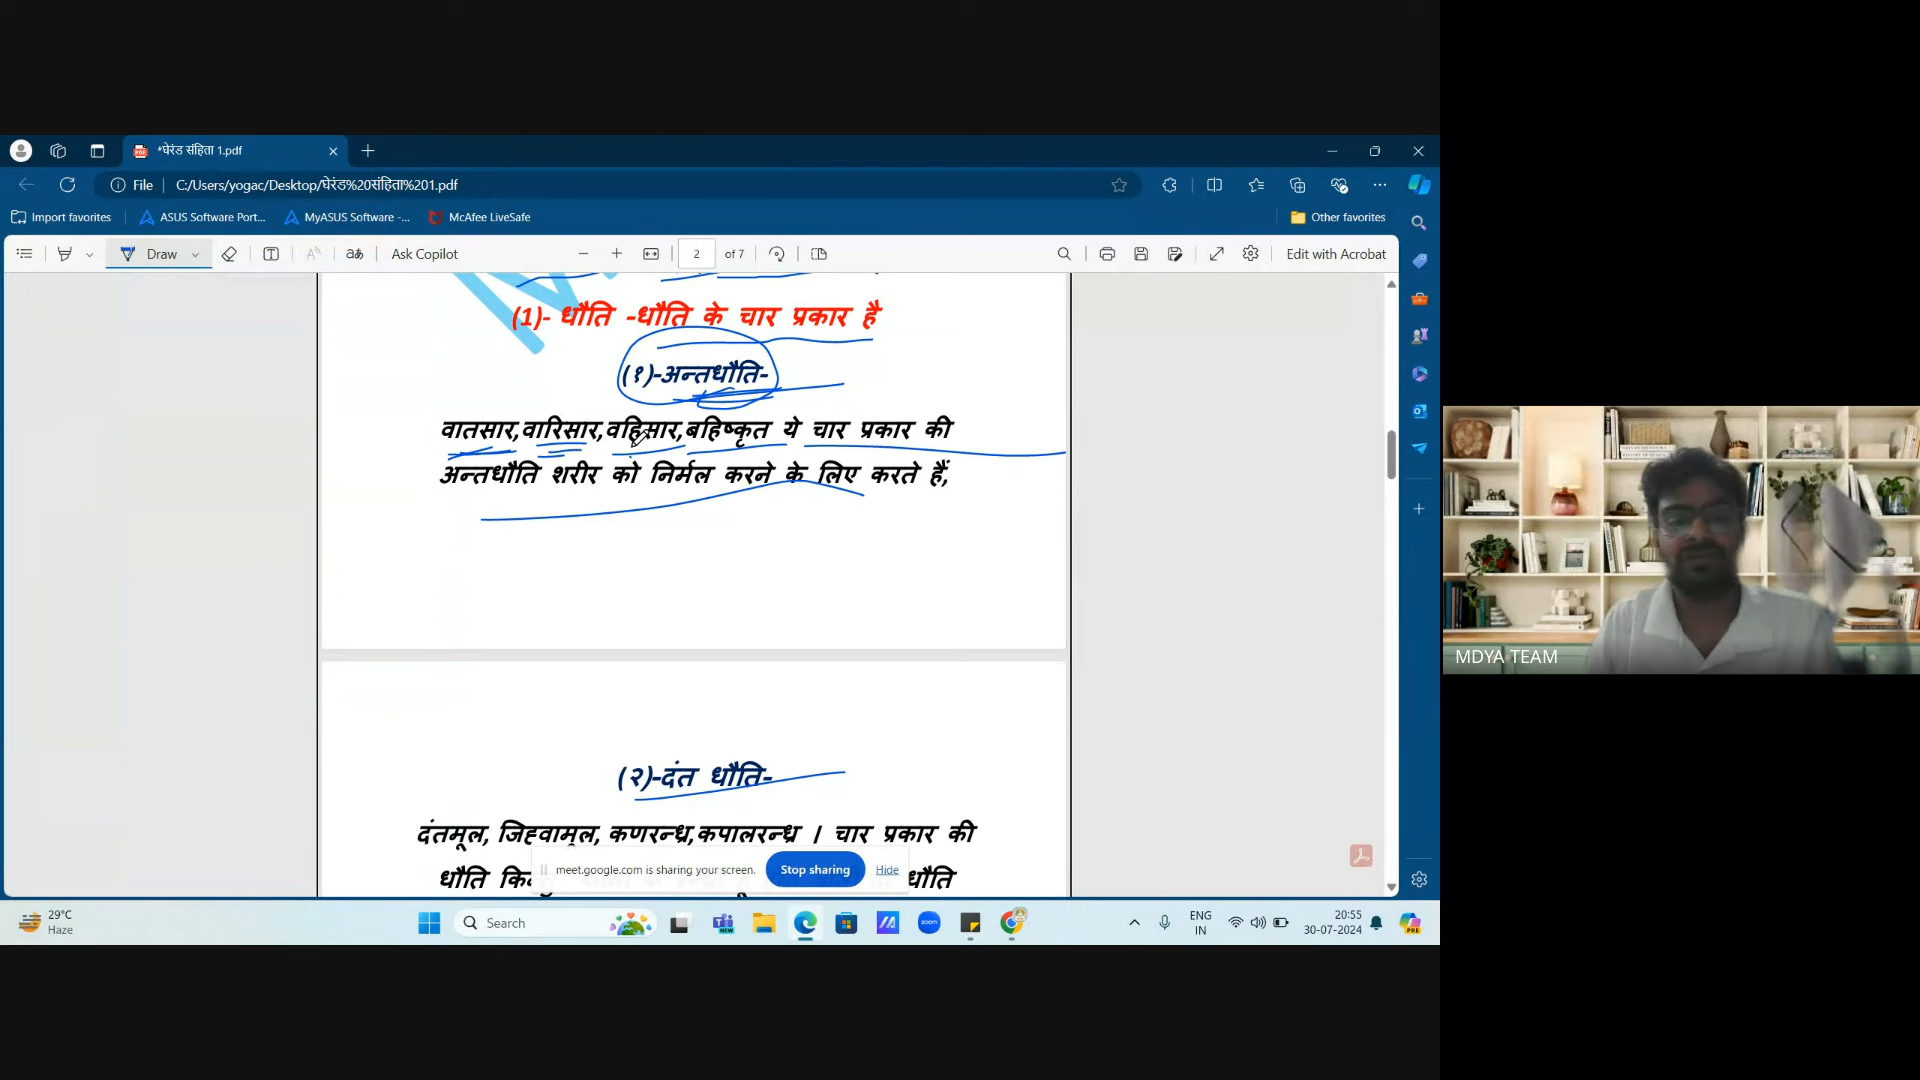 *घेरंड संहिता 1.pdf
File
C:/Users/yogac/Desktop/घेरंड%20संहिता%201.pdf
Import favorites
ASUS Software Port...
MyASUS Software -...
McAfee LiveSafe
Other favorites
Draw
Ask Copilot
2 of 7
Edit with Acrobat
(1)- धौति -धौति के चार प्रकार है
(१)-अन्तधौति-
वातसार,वारिसार,वहिसार,बहिष्कृत ये चार प्रकार की
अन्तधौति शरीर को निर्मल करने के लिए करते हैं,
MDYA TEAM
(२)-दंत धौति-
दंतमूल, जिह्वामूल, कणरन्ध्र,कपालरन्ध्र । चार प्रकार की
धौति
धौति
meet.google.com is sharing your screen.
Stop sharing
Hide
29°C
Haze
Search
ENG
IN
20:55
30-07-2024